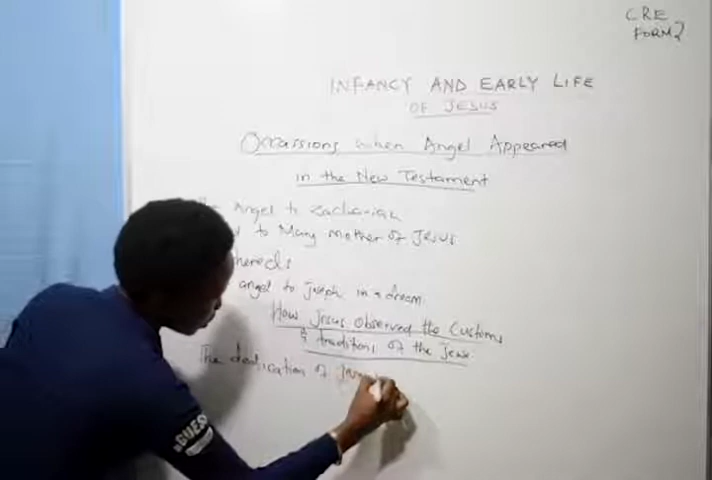 CRE
FORM 2
INFANCY AND EARLY LIFE
OF JESUS
Occassions when Angel Appeared
in the New Testament
Angel to Zachariah
to Mary mother of Jesus
angel to Joseph in a dream
How Jesus Observed the Customs
& traditions of the Jews
The dedication of
GUESS